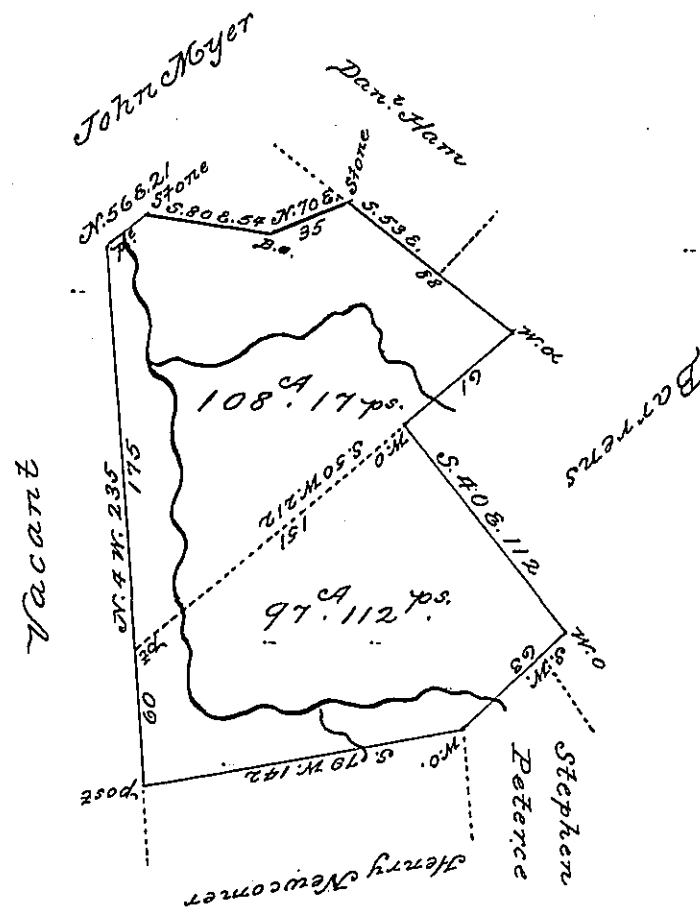 John Myer
Danl Ham
N. 56 E. 21
Stone
S. 80 E. 54
B.o.
N. 70 E.
35
Stone
S. 53 E.
88
W.o.
61
Barrens
108 A. 17 ps.
W.O
S. 50 W. 212
151
S. 40 E. 112
N. 4 W. 235
175
Vacant
97 A. 112 ps.
W.O
S. W.
63
pt
60
post
S. 79 W. 142
W.O.
Stephen
Peterce
Henry Newcomer